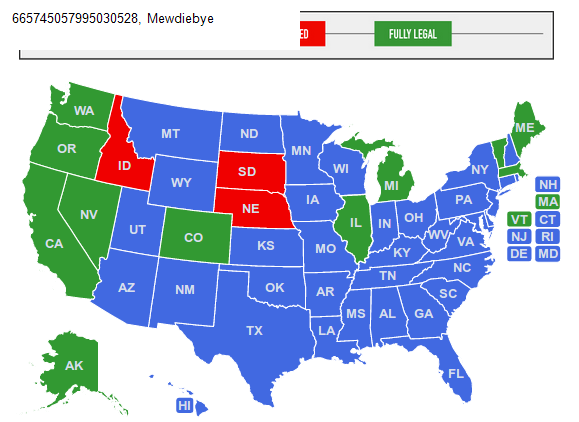 665745057995030528, Mewdiebye
ED
FULLY LEGAL
WA
ME
MT
ND
OR
MN
ID
WI
NY
SD
WY
MI
NH
PA
IA
MA
NE
NV
OH
IL
IN
VT
CT
UT
CO
WV
CA
VA
NJ
RI
KS
MO
KY
DE
MD
NC
TN
AZ
NM
OK
AR
SC
MS
AL
GA
TX
LA
AK
FL
HI